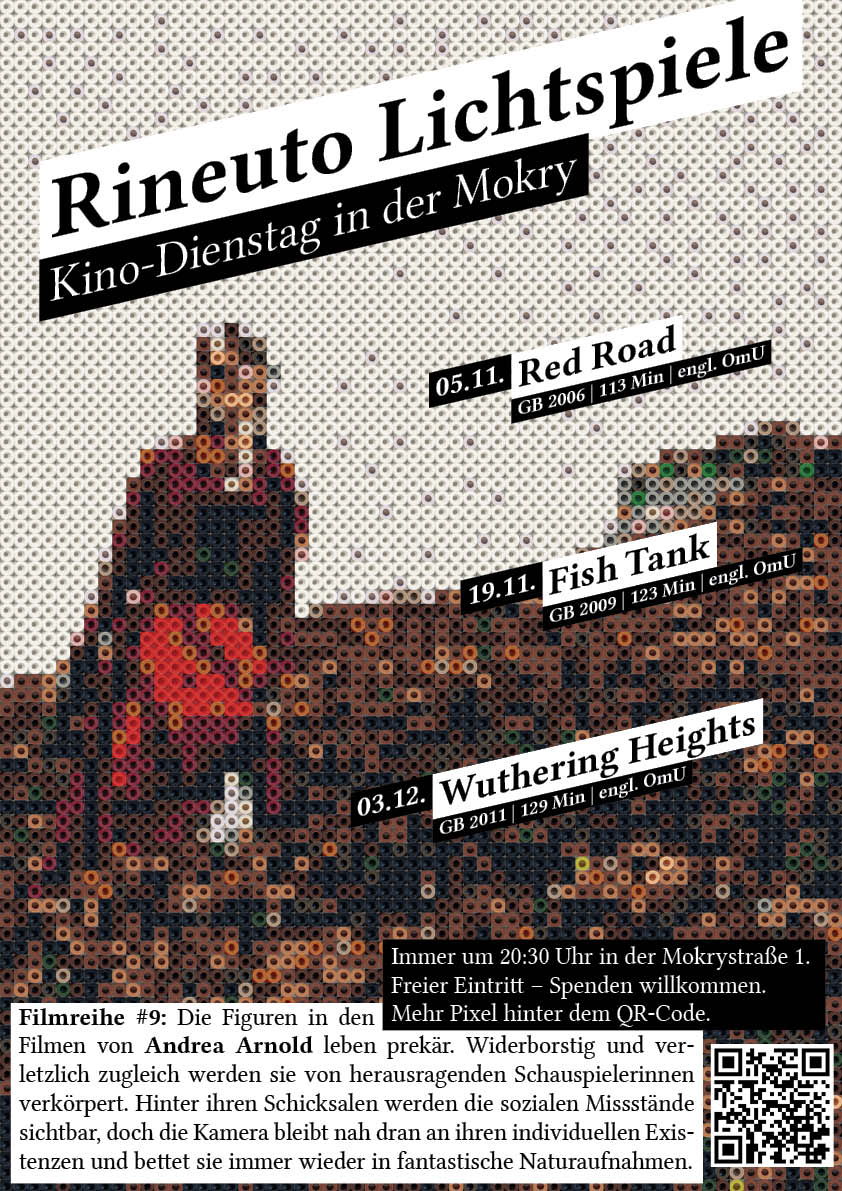 Rineuto Lichtspiele
Kino-Dienstag in der Mokry
05.11. Red Road
GB 2006 | 113 Min | engl. OmU
19.11. Fish Tank
GB 2009 | 123 Min | engl. OmU
03.12. Wuthering Heights
GB 2011 | 129 Min | engl. OmU
Immer um 20:30 Uhr in der Mokrystraße 1.
Freier Eintritt – Spenden willkommen.
Mehr Pixel hinter dem QR-Code.
Filmreihe #9: Die Figuren in den
Filmen von Andrea Arnold leben prekär. Widerborstig und ver-
letzlich zugleich werden sie von herausragenden Schauspielerinnen
verkörpert. Hinter ihren Schicksalen werden die sozialen Missstände
sichtbar, doch die Kamera bleibt nah dran an ihren individuellen Exis-
tenzen und bettet sie immer wieder in fantastische Naturaufnahmen.